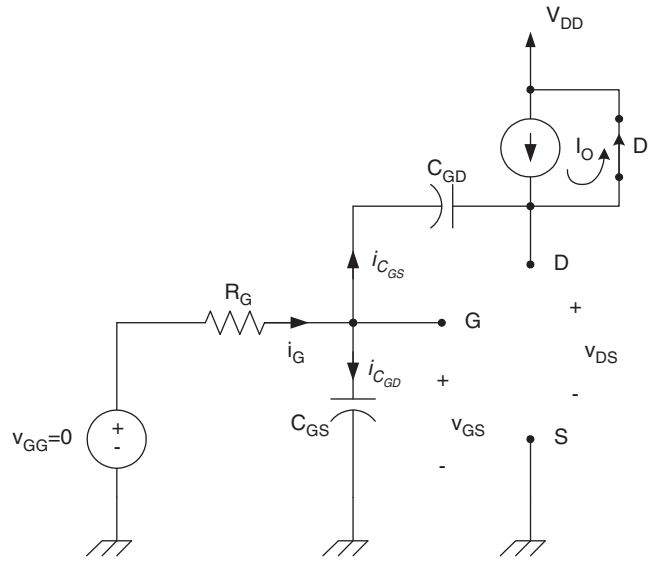 V_DD
I_O
D
C_GD
i_C_GS
D
R_G
G
+
i_G
v_DS
i_C_GD
+
-
v_GG=0
+
-
C_GS
v_GS
S
-